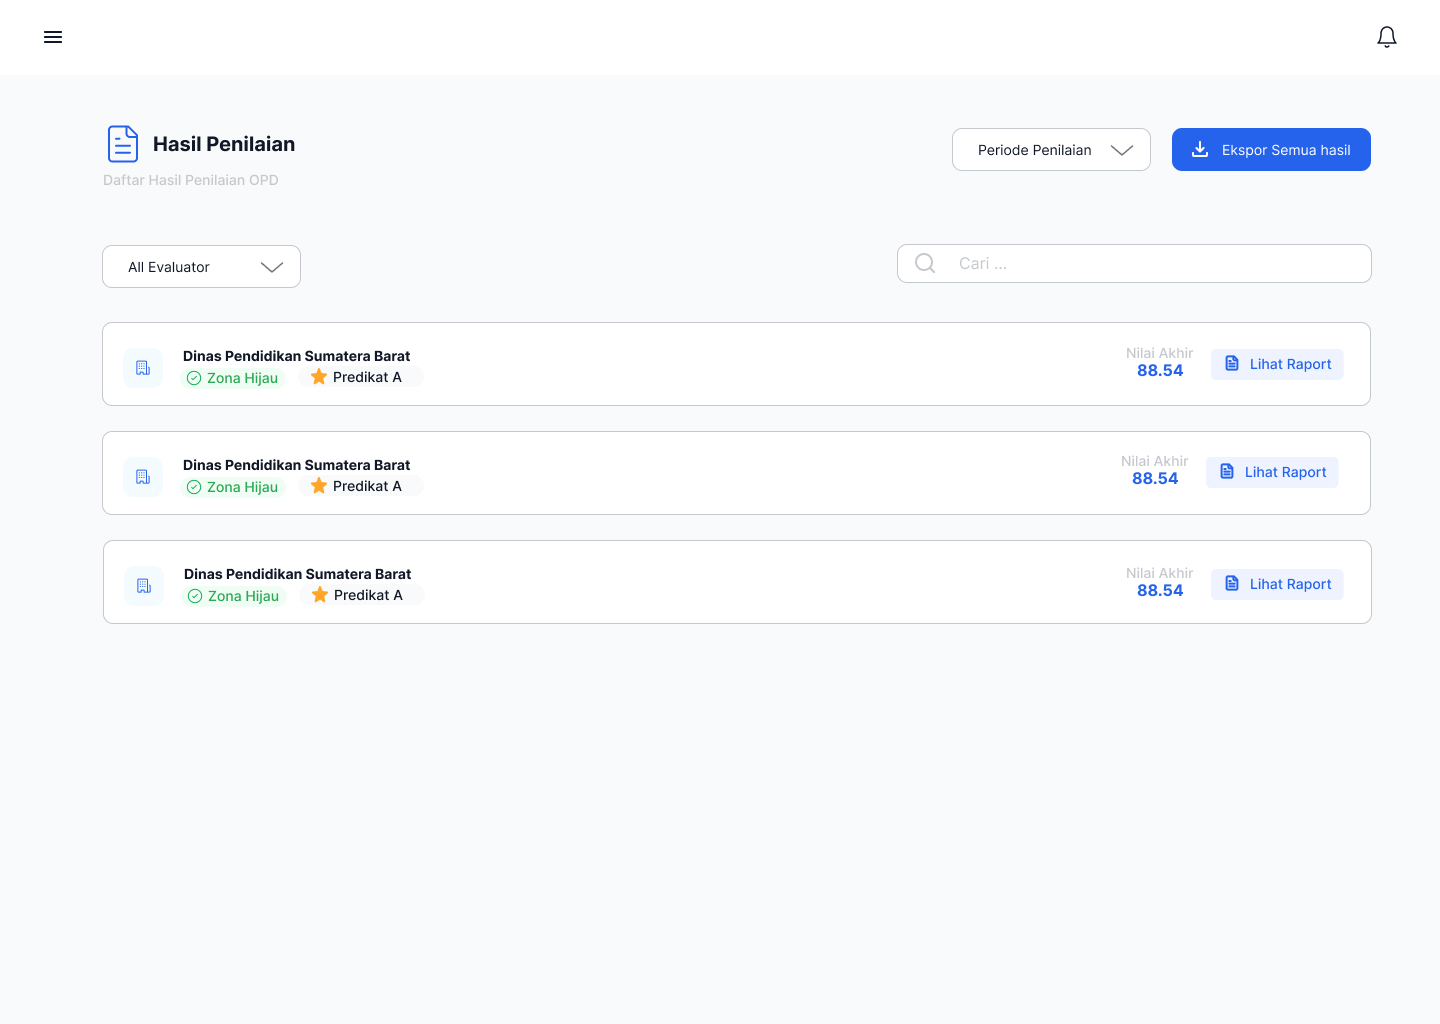 Hasil Penilaian
Daftar Hasil Penilaian OPD
Periode Penilaian
Ekspor Semua hasil
All Evaluator
Cari ...
Dinas Pendidikan Sumatera Barat
Zona Hijau
Predikat A
Nilai Akhir
88.54
Lihat Raport
Dinas Pendidikan Sumatera Barat
Zona Hijau
Predikat A
Nilai Akhir
88.54
Lihat Raport
Dinas Pendidikan Sumatera Barat
Zona Hijau
Predikat A
Nilai Akhir
88.54
Lihat Raport